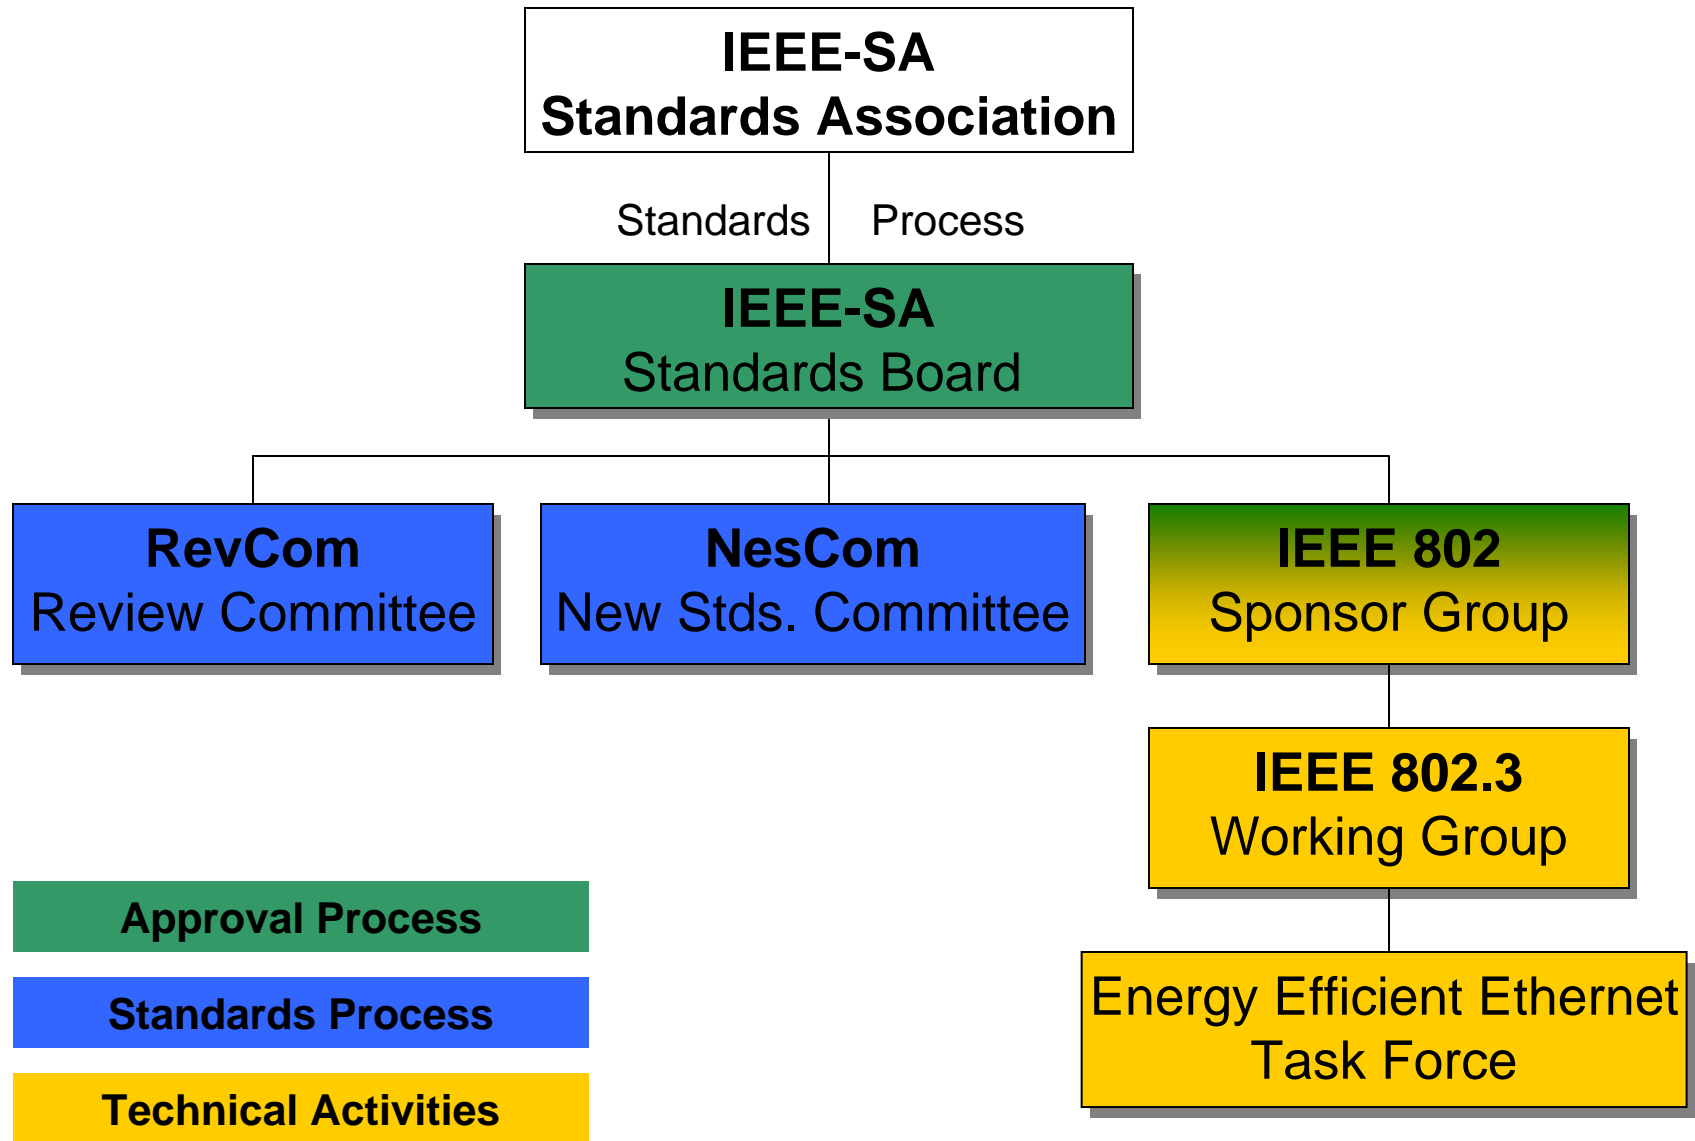 IEEE-SA
Standards Association
Standards Process
IEEE-SA
Standards Board
RevCom
Review Committee
NesCom
New Stds. Committee
IEEE 802
Sponsor Group
IEEE 802.3
Working Group
Energy Efficient Ethernet
Task Force
Approval Process
Standards Process
Technical Activities